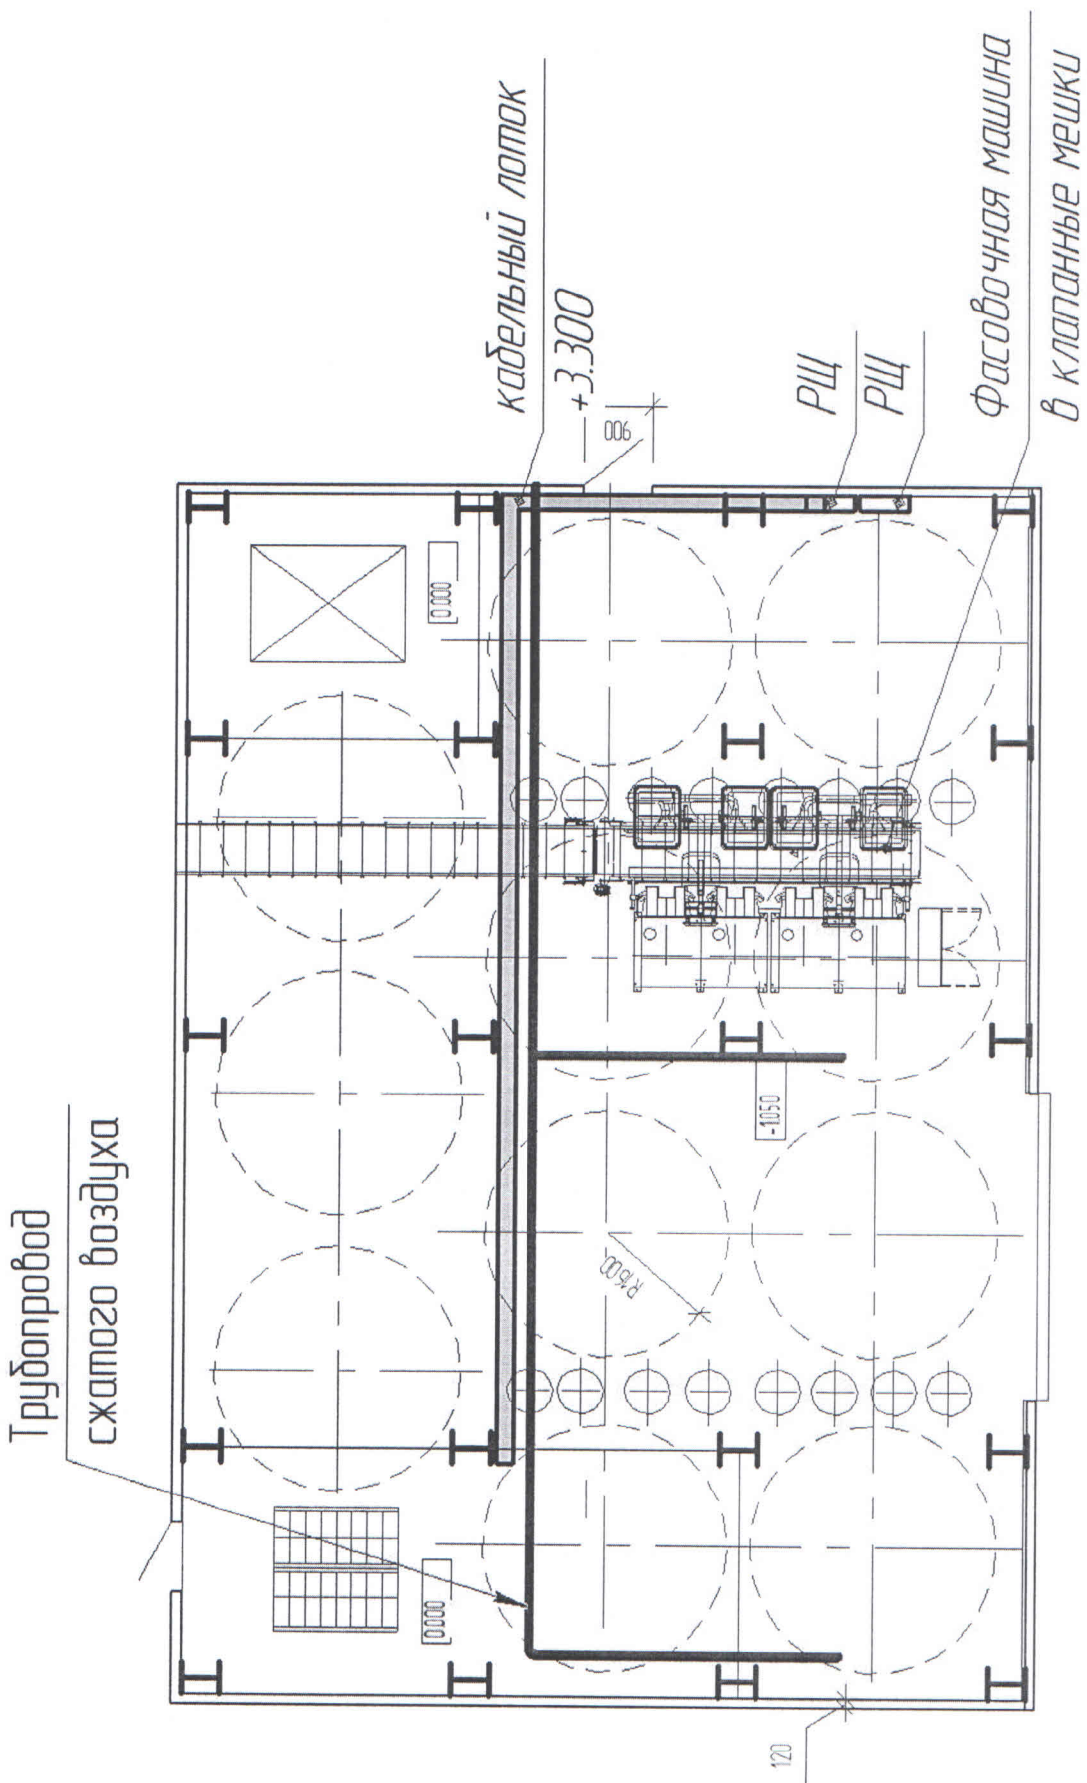 Трубопровод
сжатого воздуха
кабельный лоток
+3.300
900
РЩ
РЩ
Фасовочная машина
в клапанные мешки
0.000
-1.050
R1600
0.000
120